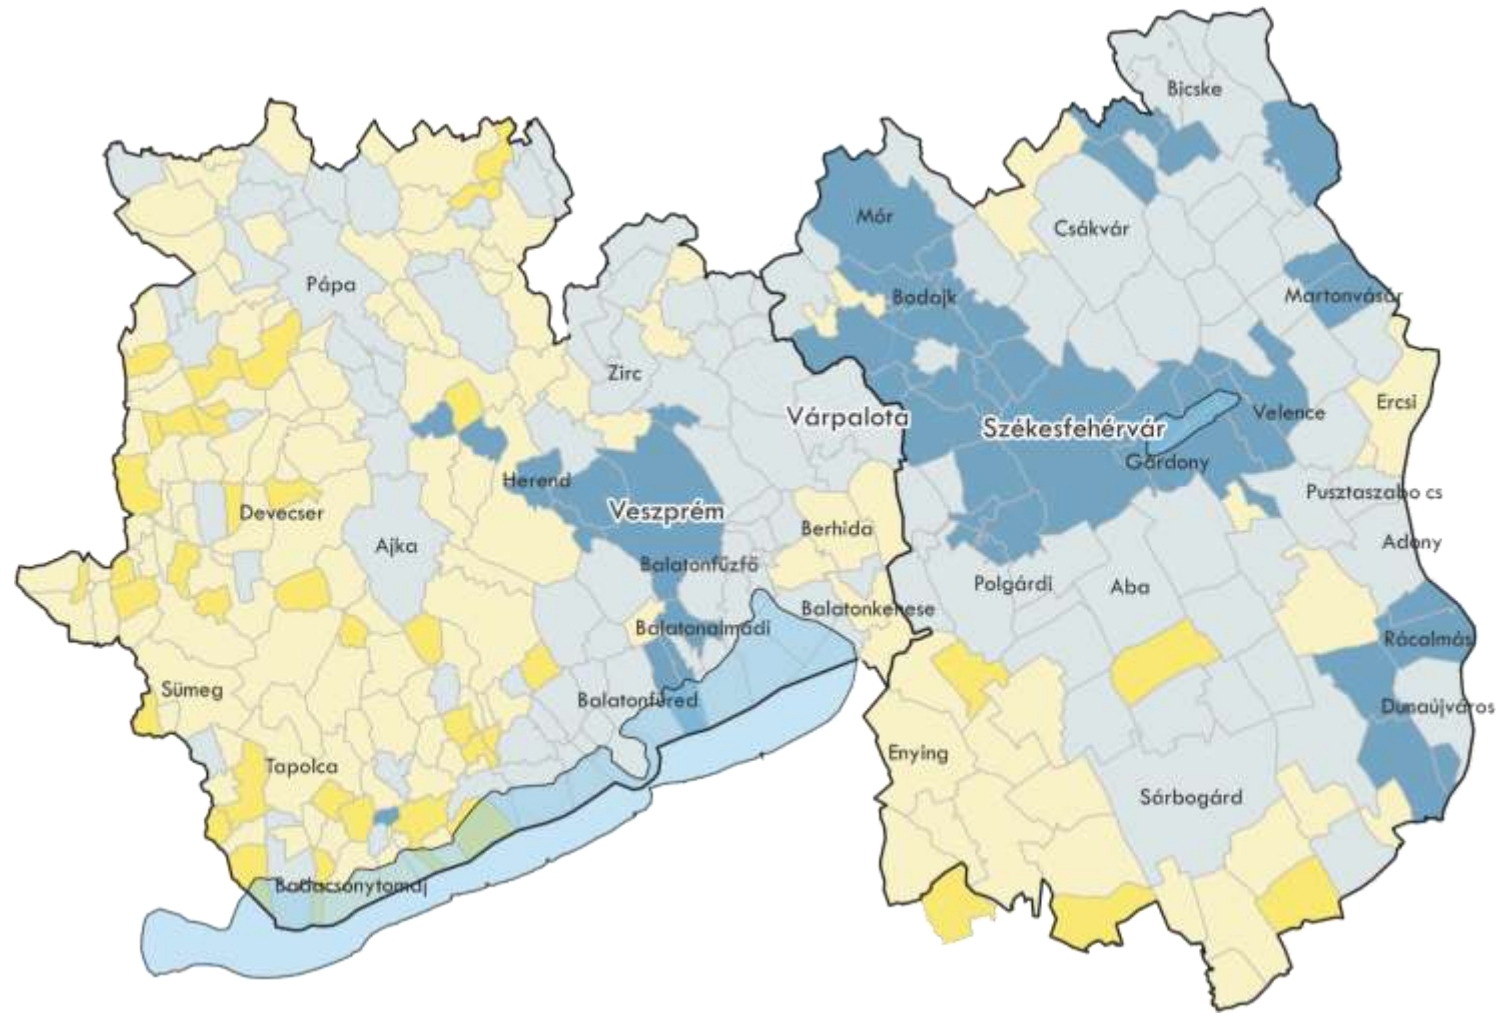 Bicske
Mór
Csákvár
Pápa
Bodajk
Martonvásár
Zirc
Ercsi
Várpalota
Velence
Székesfehérvár
Gárdony
Herend
Pusztaszabo cs
Devecser
Veszprém
Berhida
Ajka
Adony
Balatonfűzfő
Polgárdi
Aba
Balatonkenese
Balatonalmádi
Rácalmás
Sümeg
Balatonfüred
Dunaújváros
Tapolca
Enying
Sárbogárd
Badacsonytomaj